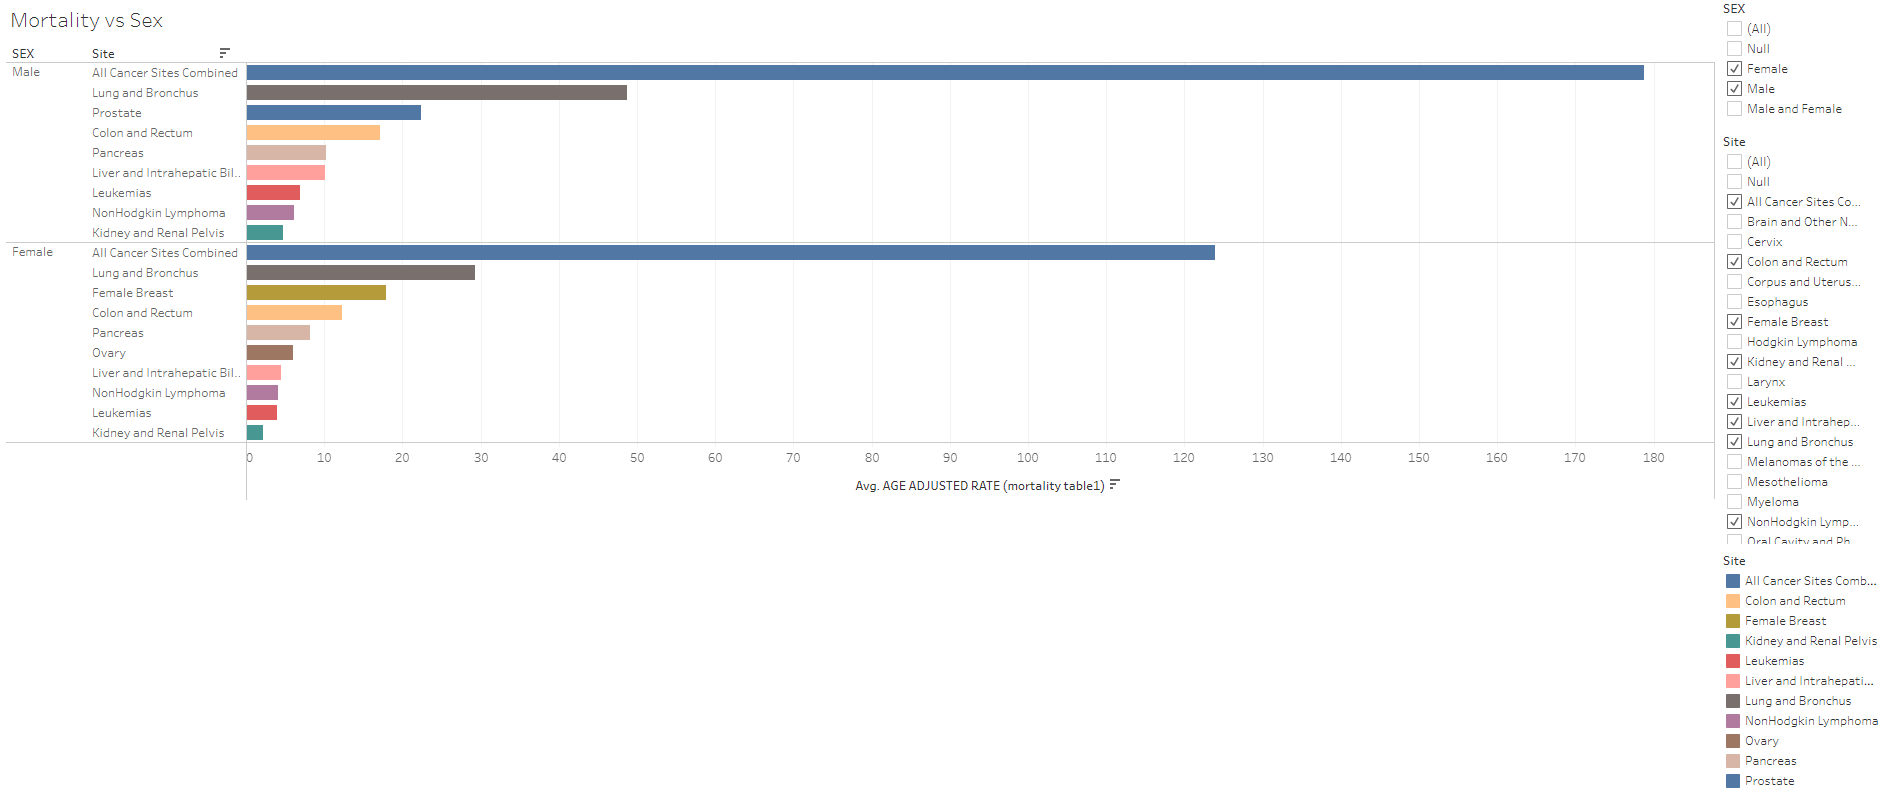 Mortality vs Sex
SEX Site
Male All Cancer Sites Combined
Lung and Bronchus
Prostate
Colon and Rectum
Pancreas
Liver and Intrahepatic Bil..
Leukemias
NonHodgkin Lymphoma
Kidney and Renal Pelvis
Female All Cancer Sites Combined
Lung and Bronchus
Female Breast
Colon and Rectum
Pancreas
Ovary
Liver and Intrahepatic Bil..
NonHodgkin Lymphoma
Leukemias
Kidney and Renal Pelvis
0 10 20 30 40 50 60 70 80 90 100 110 120 130 140 150 160 170 180
Avg. AGE ADJUSTED RATE (mortality table1)
SEX
(All)
Null
Female
Male
Male and Female
Site
(All)
Null
All Cancer Sites Co...
Brain and Other N...
Cervix
Colon and Rectum
Corpus and Uterus...
Esophagus
Female Breast
Hodgkin Lymphoma
Kidney and Renal ...
Larynx
Leukemias
Liver and Intrahep...
Lung and Bronchus
Melanomas of the ...
Mesothelioma
Myeloma
NonHodgkin Lymp...
Oral Cavity and Ph...
Site
All Cancer Sites Comb...
Colon and Rectum
Female Breast
Kidney and Renal Pelvis
Leukemias
Liver and Intrahepati...
Lung and Bronchus
NonHodgkin Lymphoma
Ovary
Pancreas
Prostate